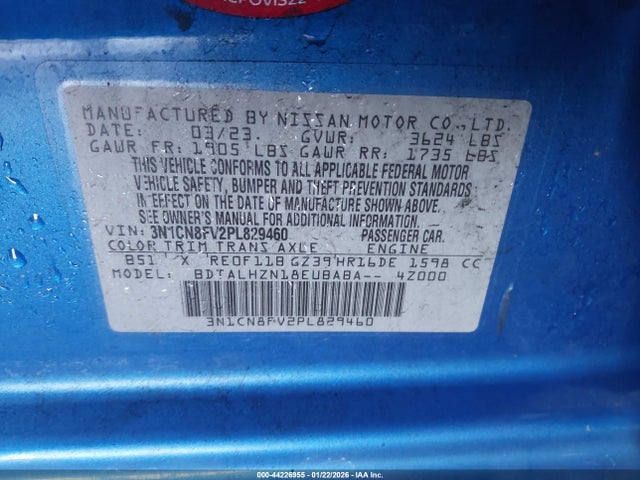 MANUFACTURED BY NISSAN MOTOR CO., LTD.
DATE: 03/23. GVWR: 3624 LBS
GAWR FR: 1905 LBS GAWR RR: 1735 LBS
THIS VEHICLE CONFORMS TO ALL APPLICABLE FEDERAL MOTOR
VEHICLE SAFETY, BUMPER AND THEFT PREVENTION STANDARDS
IN EFFECT ON THE DATE OF MANUFACTURE SHOWN ABOVE.
SEE OWNER'S MANUAL FOR ADDITIONAL INFORMATION.
VIN: 3N1CN8FV2PL829460 PASSENGER CAR.
COLOR TRIM TRANS AXLE ENGINE
B51 X RE0F11B GZ39 HR16DE 1598 CC
MODEL: BDTALHZN18EUBABA-- 4Z000
3N1CN8FV2PL829460
000-44226955 - 01/22/2026 - IAA Inc.